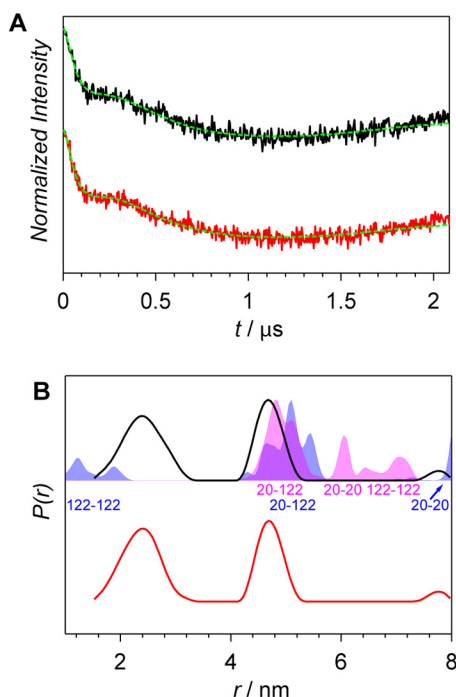 A
Normalized Intensity
0 0.5 1 1.5 2
t / µs
B
P(r)
122-122 20-122 20-122 20-20 122-122 20-20
2 4 6 8
r / nm